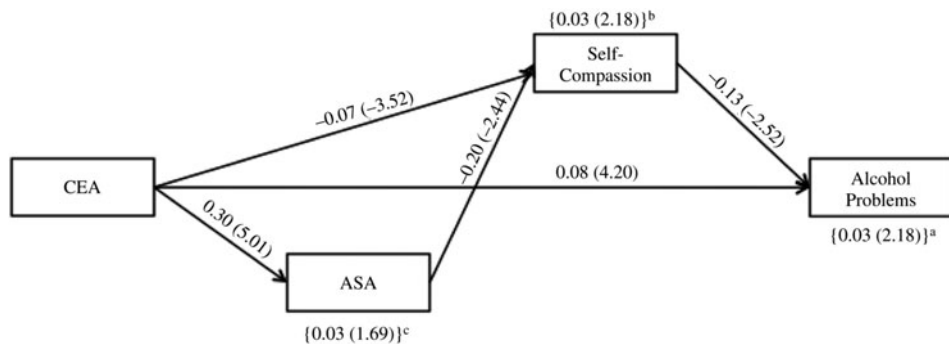 {0.03 (2.18)}ᵇ
Self-
Compassion
–0.07 (–3.52)
–0.20 (–2.44)
–0.13 (–2.52)
CEA
0.08 (4.20)
Alcohol
Problems
{0.03 (2.18)}ᵃ
0.30 (5.01)
ASA
{0.03 (1.69)}ᶜ